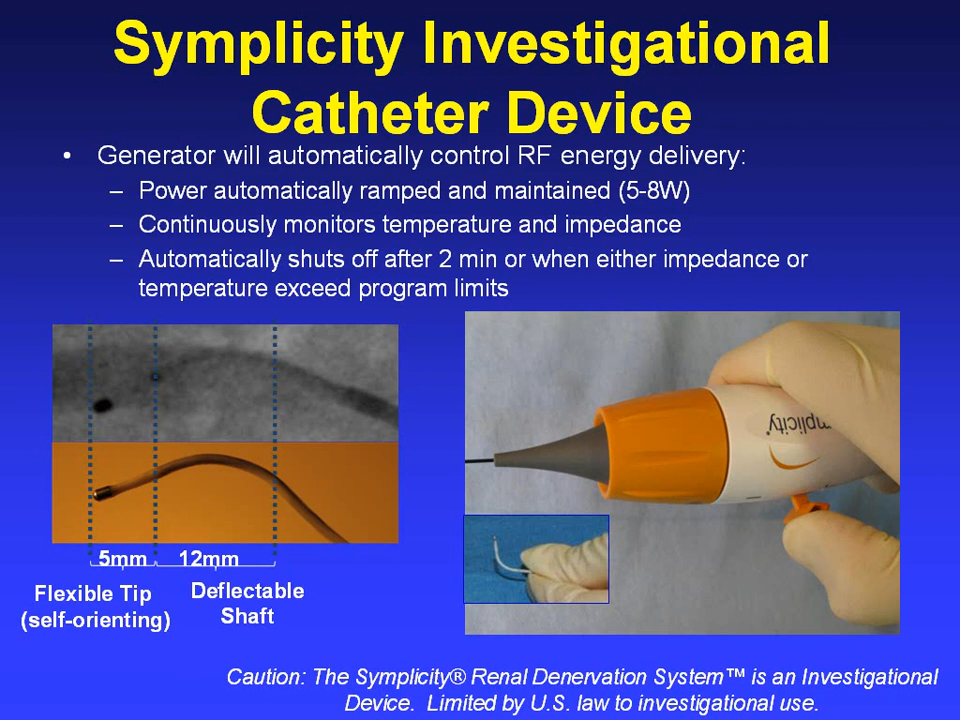 Symplicity Investigational
Catheter Device
• Generator will automatically control RF energy delivery:
– Power automatically ramped and maintained (5-8W)
– Continuously monitors temperature and impedance
– Automatically shuts off after 2 min or when either impedance or
temperature exceed program limits
mplicity
5mm 12mm
Flexible Tip
(self-orienting)
Deflectable
Shaft
Caution: The Symplicity® Renal Denervation System™ is an Investigational
Device. Limited by U.S. law to investigational use.